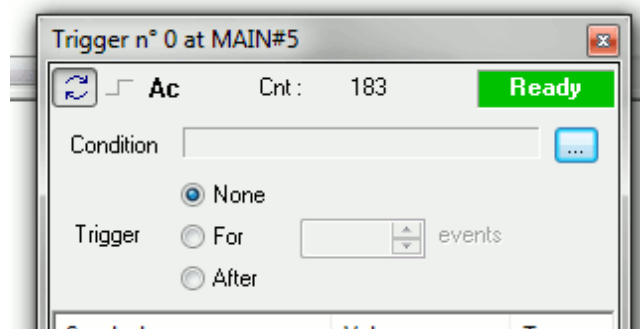 Trigger n° 0 at MAIN#5
Ac Cnt: 183 Ready
Condition ...
None
Trigger For events
After